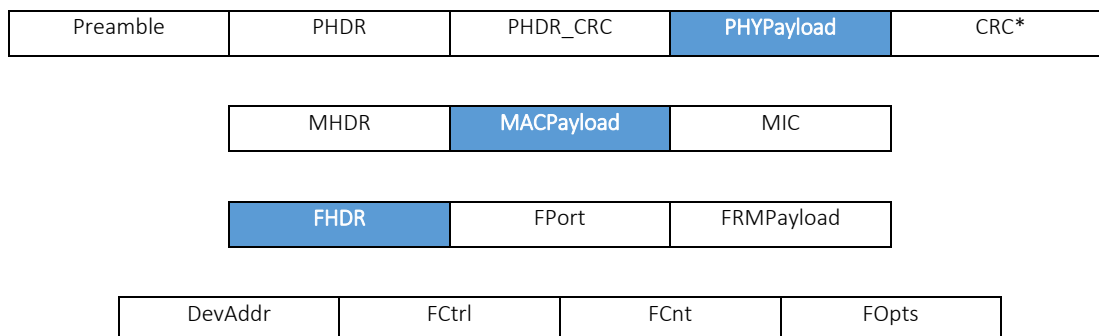 Preamble PHDR PHDR_CRC PHYPayload CRC*
MHDR MACPayload MIC
FHDR FPort FRMPayload
DevAddr FCtrl FCnt FOpts